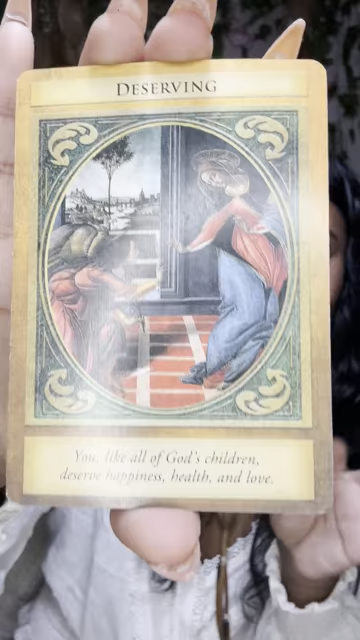 DESERVING
You, like all of God's children,
deserve happiness, health, and love.